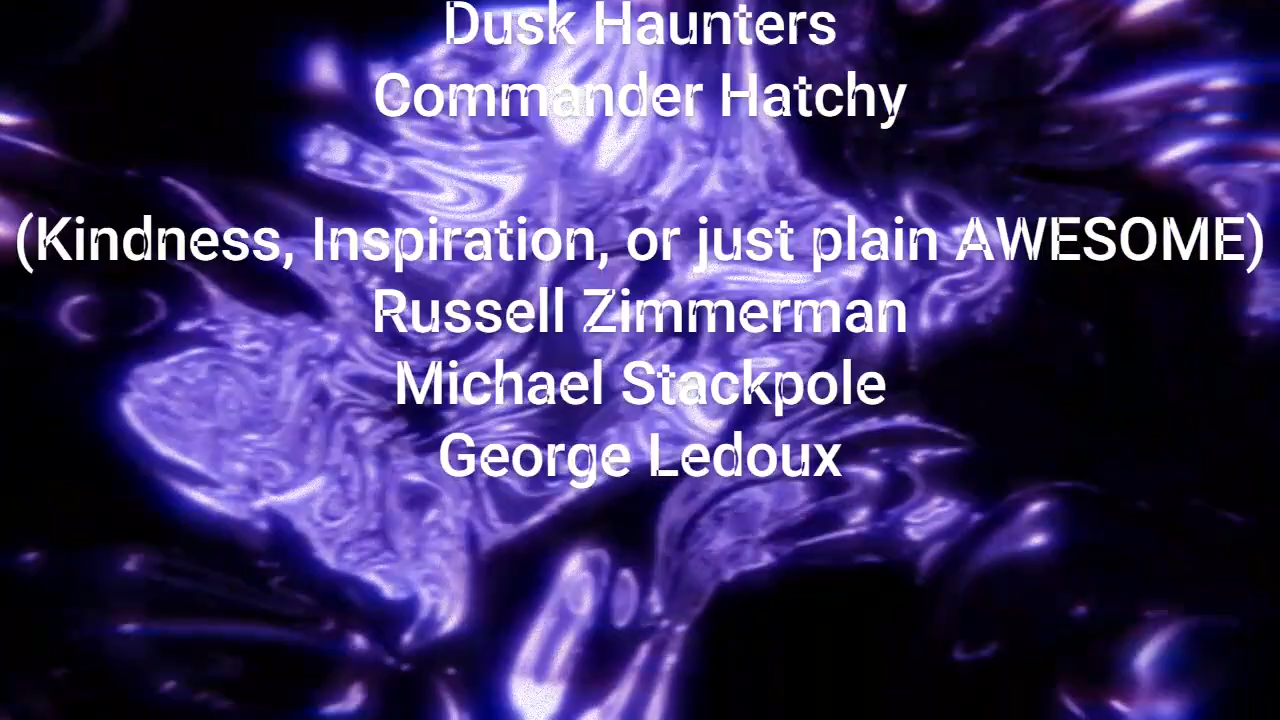 Dusk Haunters
Commander Hatchy
(Kindness, Inspiration, or just plain AWESOME)
Russell Zimmerman
Michael Stackpole
George Ledoux